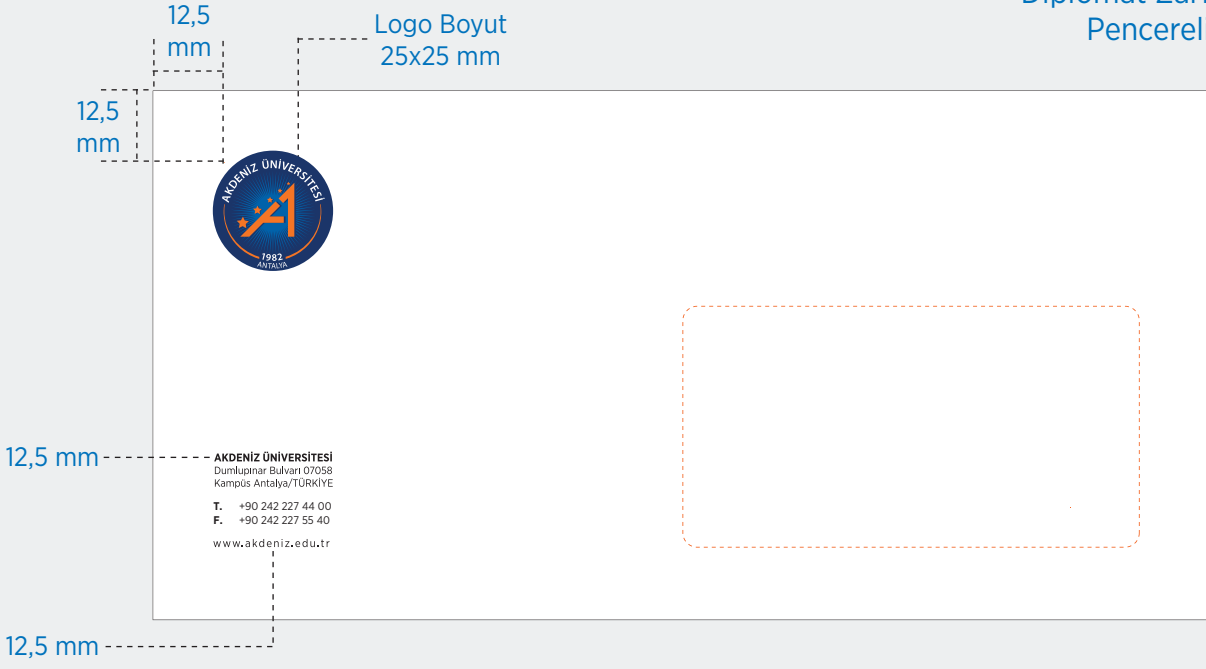 12,5
mm
Logo Boyut
25x25 mm
Diplomat
Pencereli
12,5
mm
AKDENİZ ÜNİVERSİTESİ
1982
ANTALYA
12,5 mm
AKDENİZ ÜNİVERSİTESİ
Dumlupınar Bulvarı 07058
Kampüs Antalya/TÜRKİYE
T. +90 242 227 44 00
F. +90 242 227 55 40
www.akdeniz.edu.tr
12,5 mm